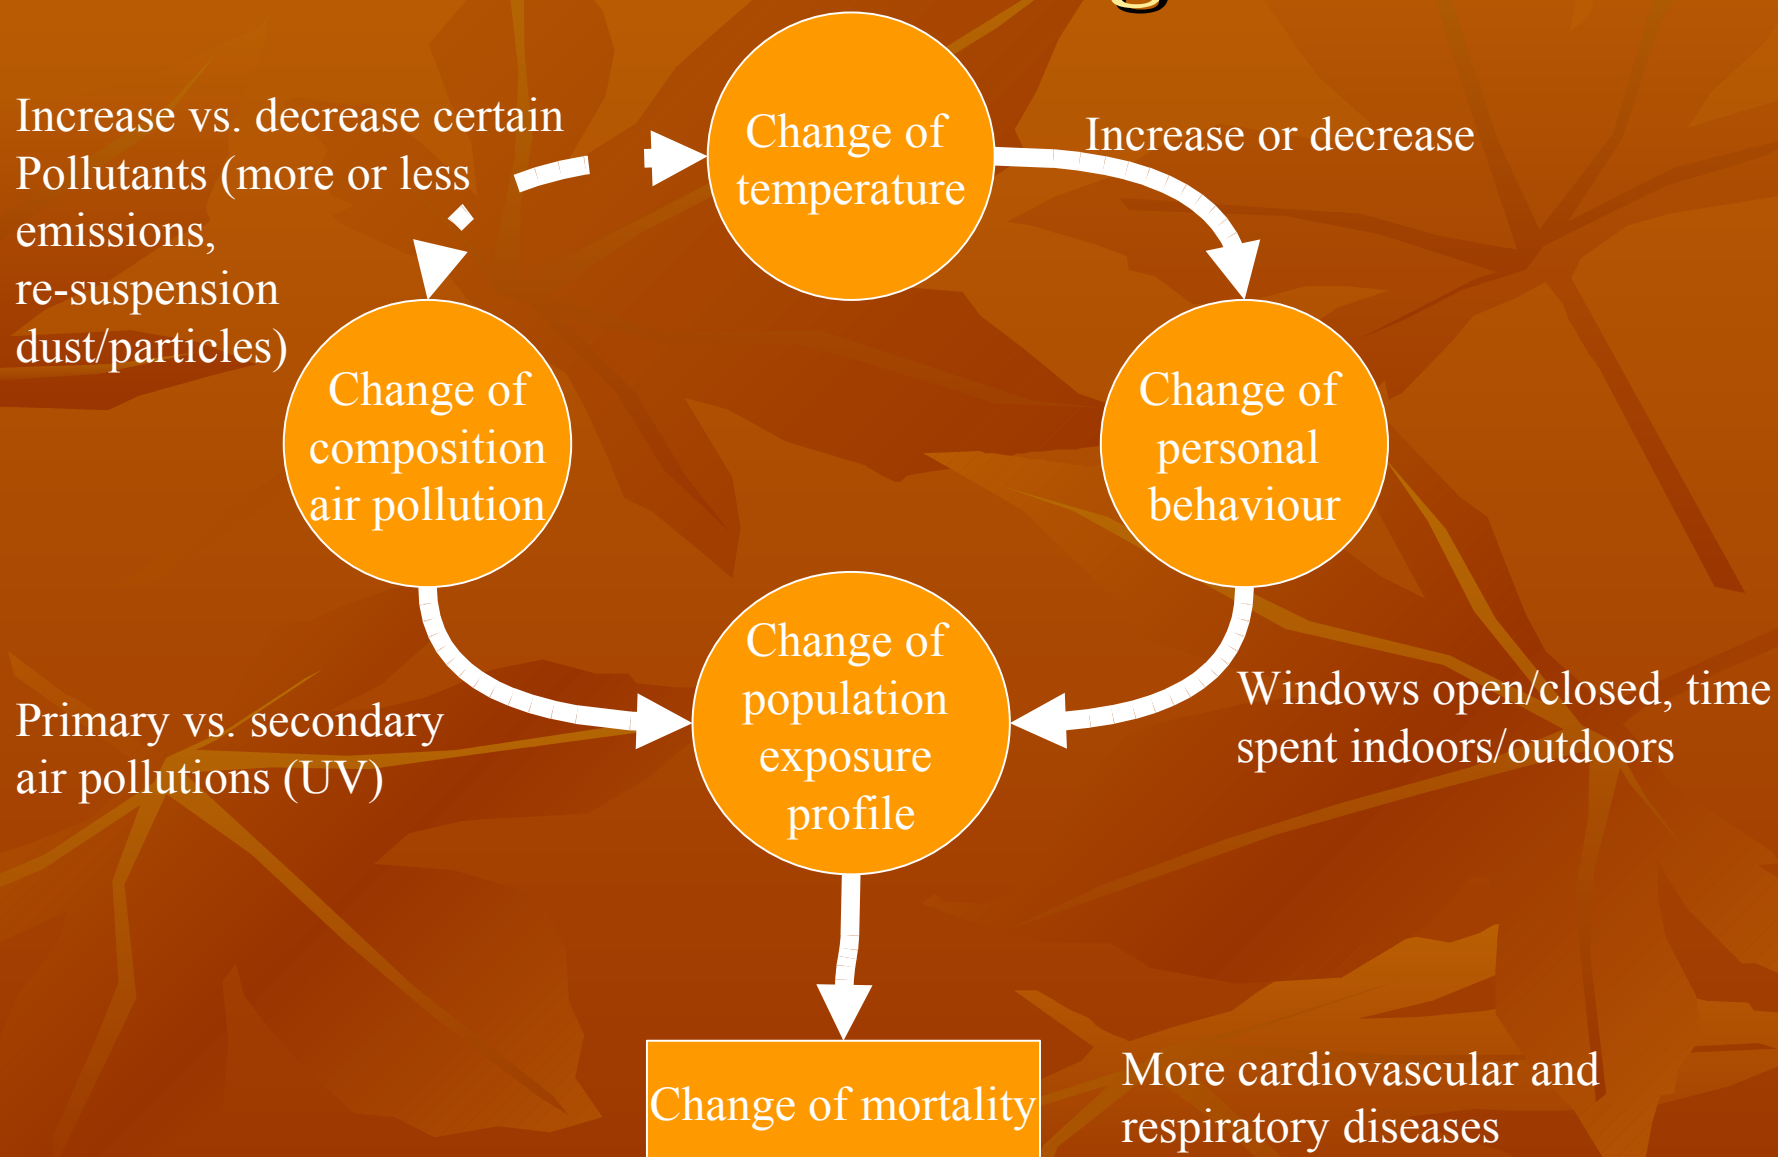 Increase vs. decrease certain
Pollutants (more or less
emissions,
re-suspension
dust/particles)
Change of
temperature
Increase or decrease
Change of
composition
air pollution
Change of
personal
behaviour
Change of
population
exposure
profile
Primary vs. secondary
air pollutions (UV)
Windows open/closed, time
spent indoors/outdoors
Change of mortality
More cardiovascular and
respiratory diseases